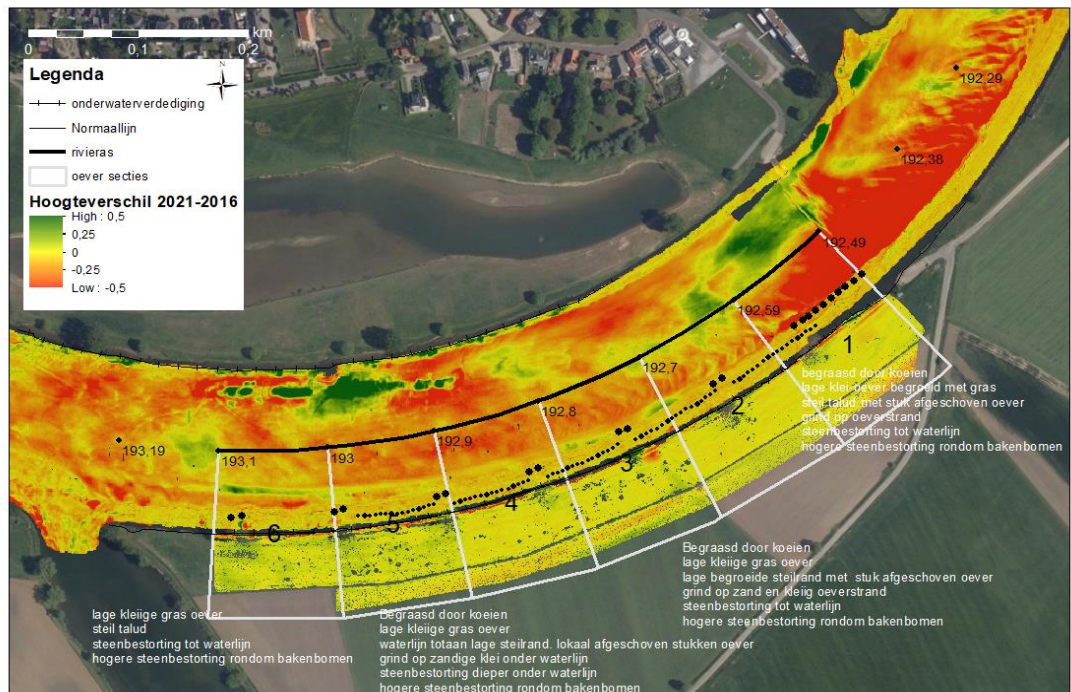 km
0 0,1 0,2
Legenda
N
onderwaterverdediging
Normaallijn
rivieras
oever secties
Hoogteverschil 2021-2016
High : 0,5
0,25
0
-0,25
Low : -0,5
192,29
192,38
192,49
192,59
192,7
192,8
192,9
193
193,1
193,19
1
2
3
4
5
6
begraasd door koeien
lage klei-oever begroeid met gras
steil talud met stuk afgeschoven oever
grind op oeverstrand
steenbestorting tot waterlijn
hogere steenbestorting rondom bakenbomen
Begraasd door koeien
lage kleiige gras oever
lage begroeide steilrand met stuk afgeschoven oever
grind op zand en kleiig oeverstrand
steenbestorting tot waterlijn
hogere steenbestorting rondom bakenbomen
lage kleiige gras oever
steil talud
steenbestorting tot waterlijn
hogere steenbestorting rondom bakenbomen
Begraasd door koeien
lage kleiige gras oever
waterlijn totaan lage steilrand. lokaal afgeschoven stukken oever
grind op zandige klei onder waterlijn
steenbestorting dieper onder waterlijn
hogere steenbestorting rondom bakenbomen